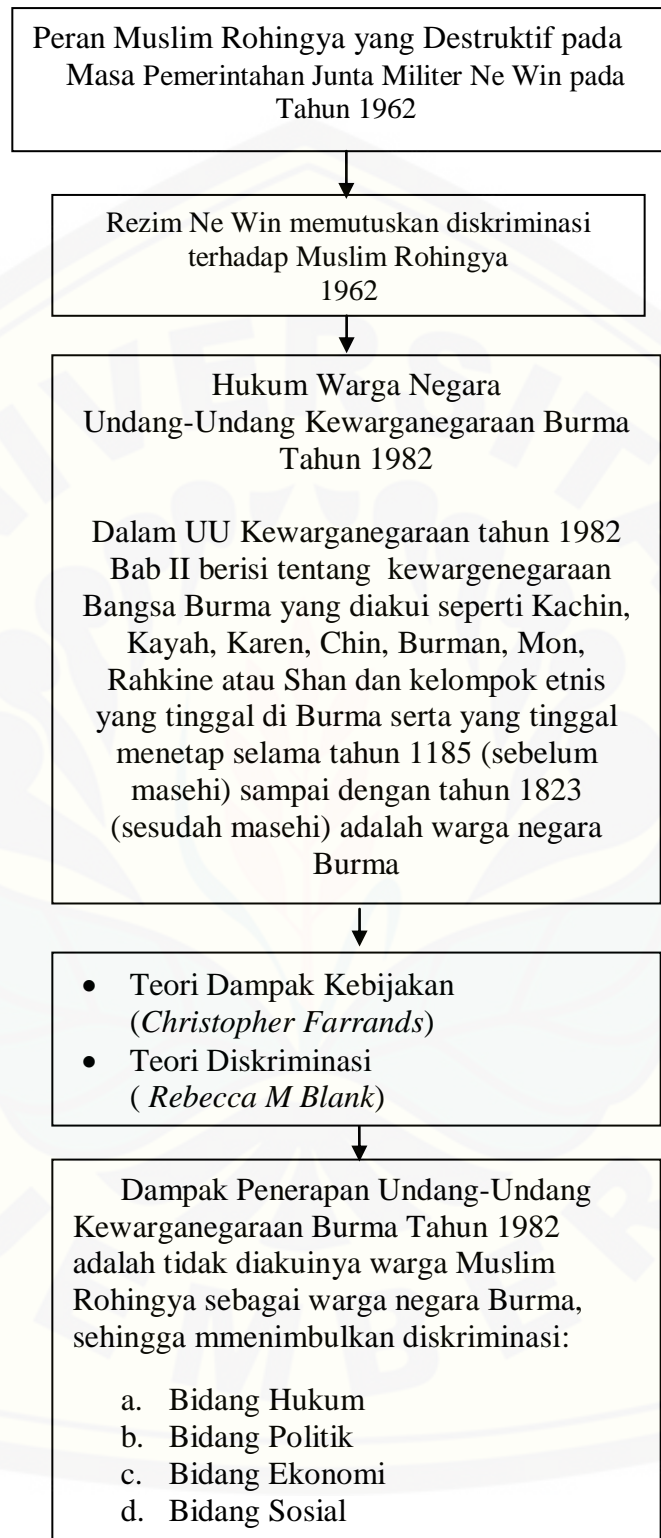 Peran Muslim Rohingya yang Destruktif pada
Masa Pemerintahan Junta Militer Ne Win pada
Tahun 1962
Rezim Ne Win memutuskan diskriminasi
terhadap Muslim Rohingya
1962
Hukum Warga Negara
Undang-Undang Kewarganegaraan Burma
Tahun 1982
Dalam UU Kewarganegaraan tahun 1982
Bab II berisi tentang kewargenegaraan
Bangsa Burma yang diakui seperti Kachin,
Kayah, Karen, Chin, Burman, Mon,
Rahkine atau Shan dan kelompok etnis
yang tinggal di Burma serta yang tinggal
menetap selama tahun 1185 (sebelum
masehi) sampai dengan tahun 1823
(sesudah masehi) adalah warga negara
Burma
• Teori Dampak Kebijakan
(Christopher Farrands)
• Teori Diskriminasi
( Rebecca M Blank)
Dampak Penerapan Undang-Undang
Kewarganegaraan Burma Tahun 1982
adalah tidak diakuinya warga Muslim
Rohingya sebagai warga negara Burma,
sehingga mmenimbulkan diskriminasi:
a. Bidang Hukum
b. Bidang Politik
c. Bidang Ekonomi
d. Bidang Sosial